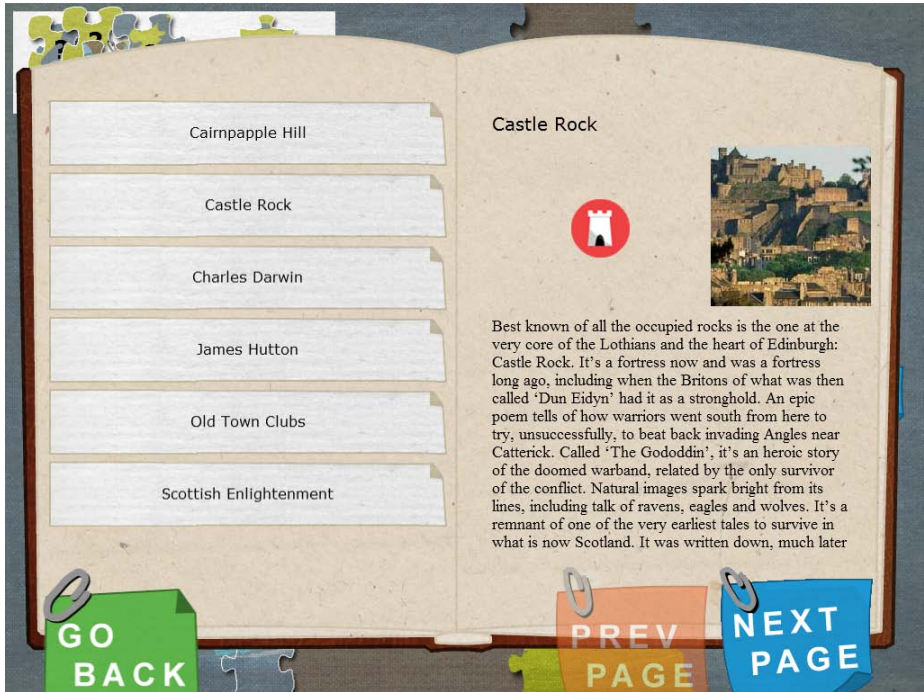 Cairnpapple Hill
Castle Rock
Charles Darwin
James Hutton
Old Town Clubs
Scottish Enlightenment
Castle Rock
Best known of all the occupied rocks is the one at the
very core of the Lothians and the heart of Edinburgh:
Castle Rock. It’s a fortress now and was a fortress
long ago, including when the Britons of what was then
called ‘Dun Eidyn’ had it as a stronghold. An epic
poem tells of how warriors went south from here to
try, unsuccessfully, to beat back invading Angles near
Catterick. Called ‘The Gododdin’, it’s an heroic story
of the doomed warband, related by the only survivor
of the conflict. Natural images spark bright from its
lines, including talk of ravens, eagles and wolves. It’s a
remnant of one of the very earliest tales to survive in
what is now Scotland. It was written down, much later
GO
BACK
PREV
PAGE
NEXT
PAGE